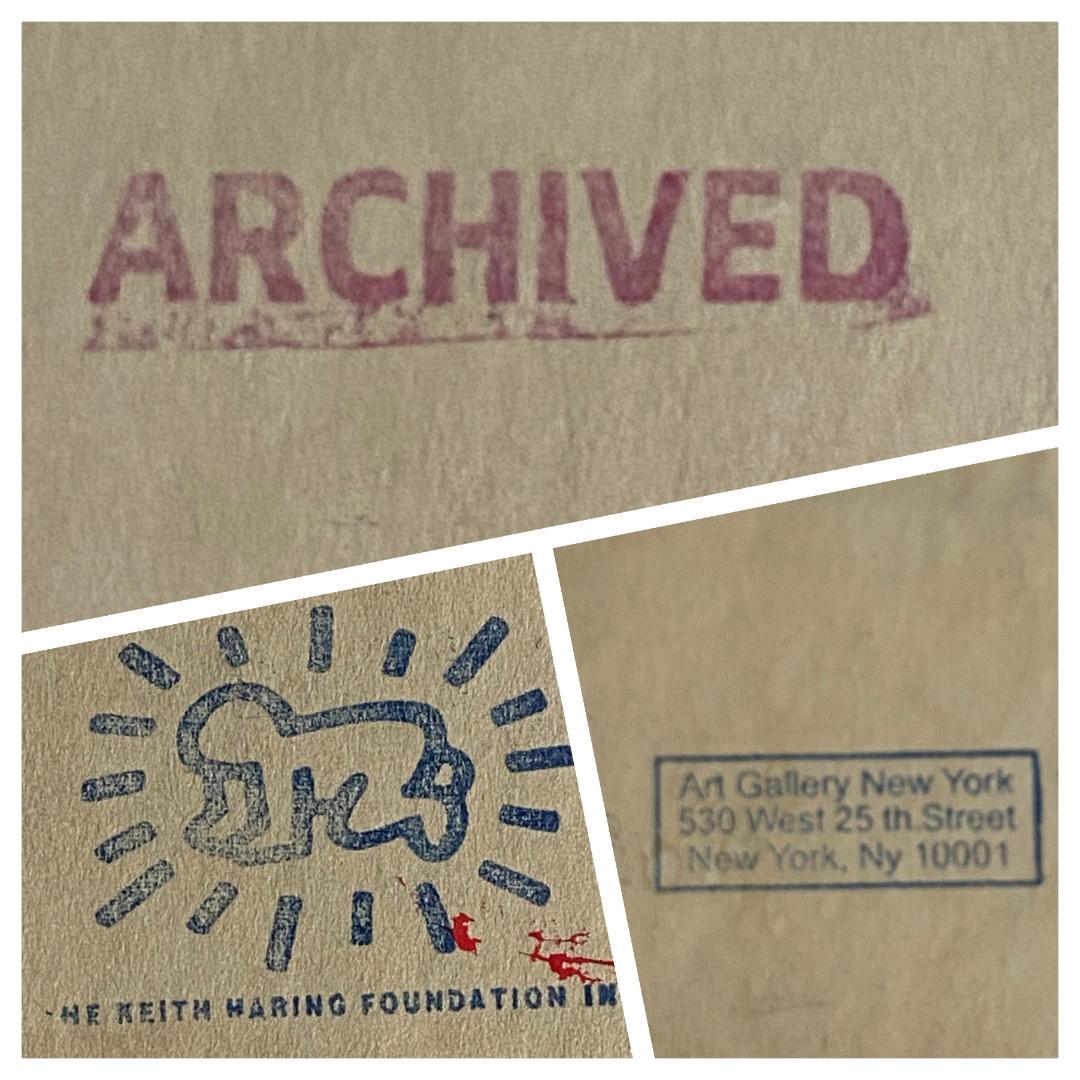 ARCHIVED
HE KEITH HARING FOUNDATION IN
Art Gallery New York
530 West 25 th.Street
New York, Ny 10001